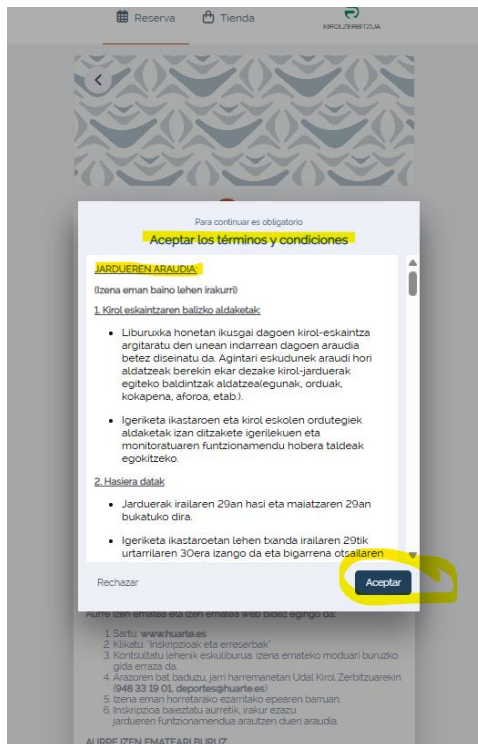 Reserva Tienda
KIROLZERBITZUA
Para continuar es obligatorio
Aceptar los términos y condiciones
JARDUEREN ARAUDIA:
(Izena eman baino lehen irakurri)
1. Kirol eskaintzaren balizko aldaketak:
• Liburuxka honetan ikusgai dagoen kirol-eskaintza
argitaratu den unean indarrean dagoen araudia
betez diseinatu da. Agintari eskudunek araudi hori
aldatzeak berekin ekar dezake kirol-jarduerak
egiteko baldintzak aldatzea(egunak, orduak,
kokapena, aforoa, etab.).
• Igeriketa ikastaroen eta kirol eskolen ordutegiek
aldaketak izan ditzakete igerilekuen eta
monitoratuaren funtzionamendu hobera taldeak
egokitzeko.
2. Hasiera datak
• Jarduerak irailaren 29an hasi eta maiatzaren 29an
bukatuko dira.
• Igeriketa ikastaroetan lehen txanda irailaren 29tik
urtarrilaren 30era izango da eta bigarrena otsailaren
Rechazar Aceptar
Aurre izen ematea eta izen ematea web bidez egingo da:
1. Sartu: www.huarte.es
2. Klikatu: "Inskripzioak eta erreserbak"
3. Kontsultatu lehenik eskuliburua: izena emateko moduari buruzko
gida erraza da.
4. Arazoren bat baduzu, jarri harremanetan Udal Kirol Zerbitzuarekin
(948 33 19 01, deportes@huarte.es)
5. Izena eman horretarako ezarritako epearen barruan.
6. Inskripzioa baieztatu aurretik, irakur ezazu
jardueren funtzionamendua arautzen duen araudia.
AURRE IZEN EMATEARI BURUZ